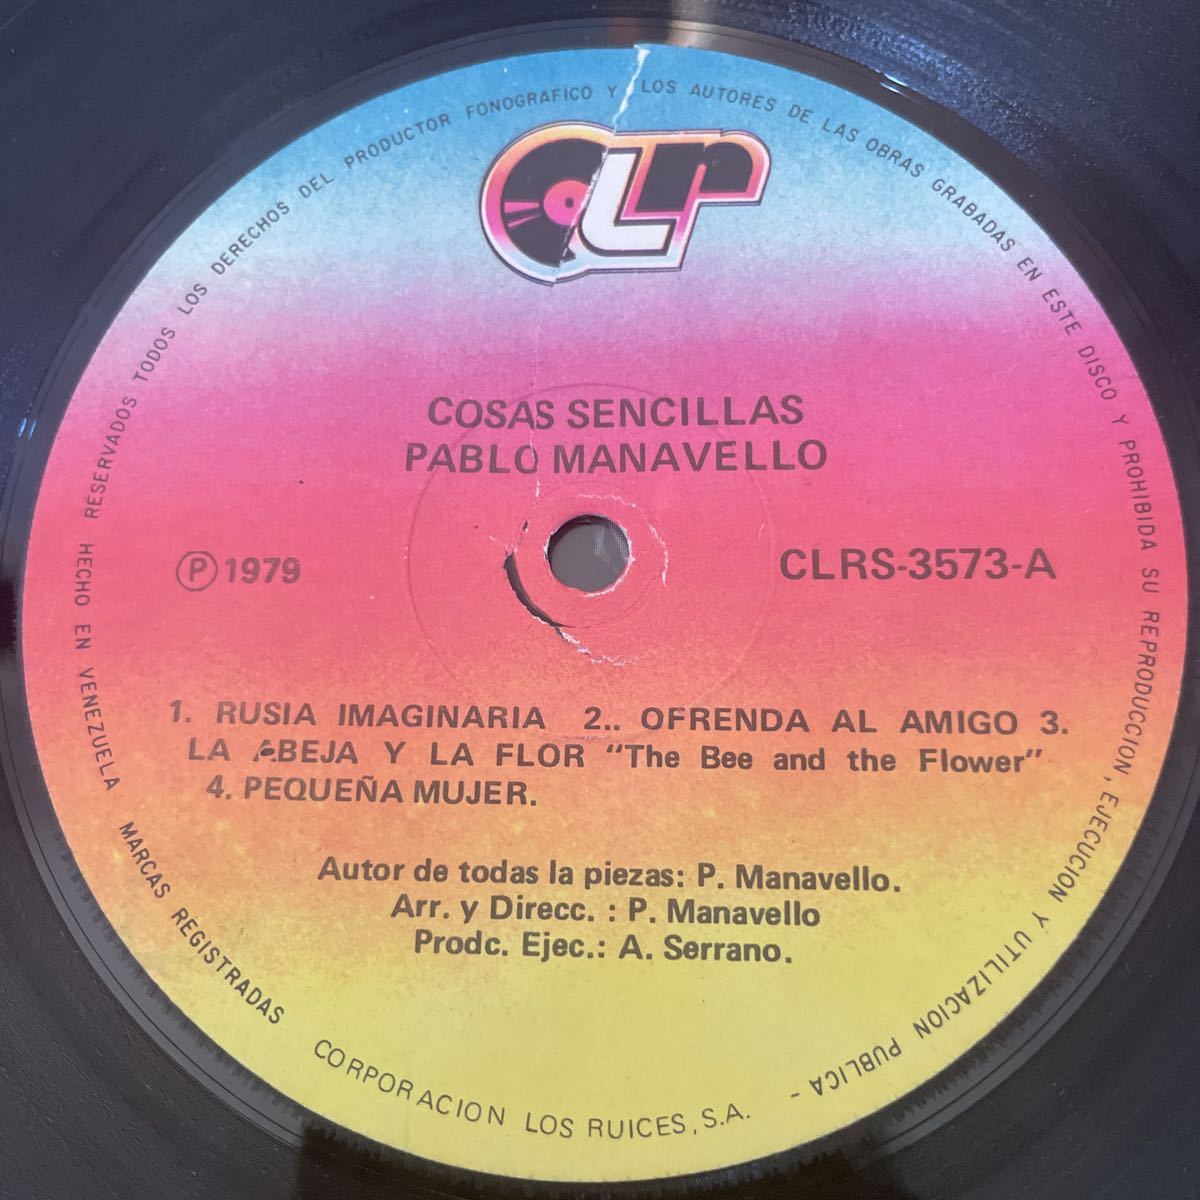 RESERVADOS TODOS LOS DERECHOS DEL PRODUCTOR FONOGRAFICO Y LOS AUTORES DE LAS OBRAS GRABADAS EN ESTE DISCO Y PROHIBIDA SU REPRODUCCION, EJECUCION Y UTILIZACION PUBLICA -
CLR
COSAS SENCILLAS
PABLO MANAVELLO
℗ 1979
CLRS-3573-A
1. RUSIA IMAGINARIA 2.. OFRENDA AL AMIGO 3.
LA ABEJA Y LA FLOR "The Bee and the Flower"
4. PEQUEÑA MUJER.
Autor de todas la piezas: P. Manavello.
Arr. y Direcc. : P. Manavello
Prodc. Ejec.: A. Serrano.
HECHO EN VENEZUELA MARCAS REGISTRADAS CORPORACION LOS RUICES, S.A.